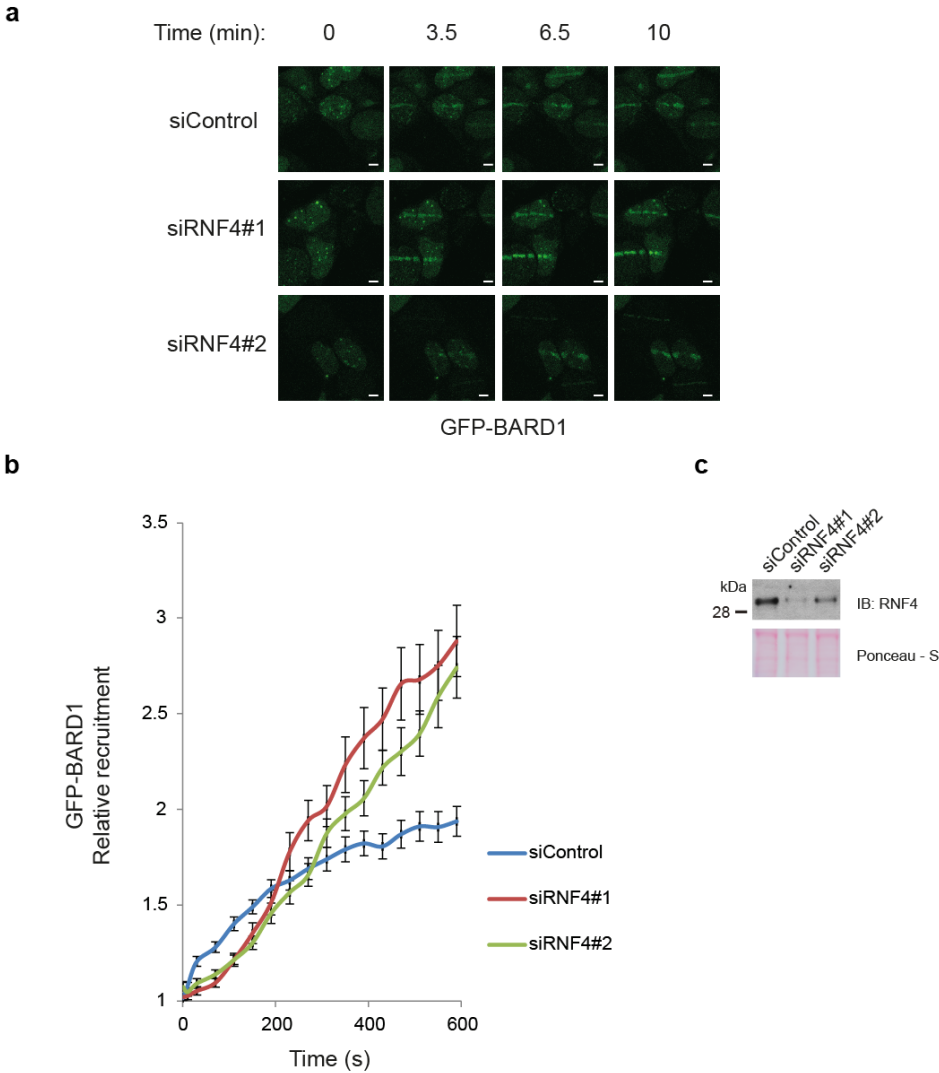 a
Time (min): 0 3.5 6.5 10
siControl
siRNF4#1
siRNF4#2
GFP-BARD1
b
3.5
3
2.5
2
1.5
1
0 200 400 600
Time (s)
GFP-BARD1
Relative recruitment
siControl
siRNF4#1
siRNF4#2
c
siControl
siRNF4#1
siRNF4#2
kDa
28
IB: RNF4
Ponceau - S